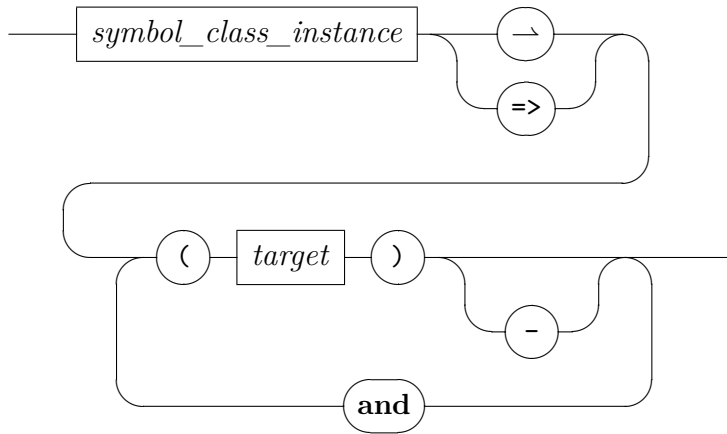 symbol_class_instance ⇀
=>
( target )
-
and